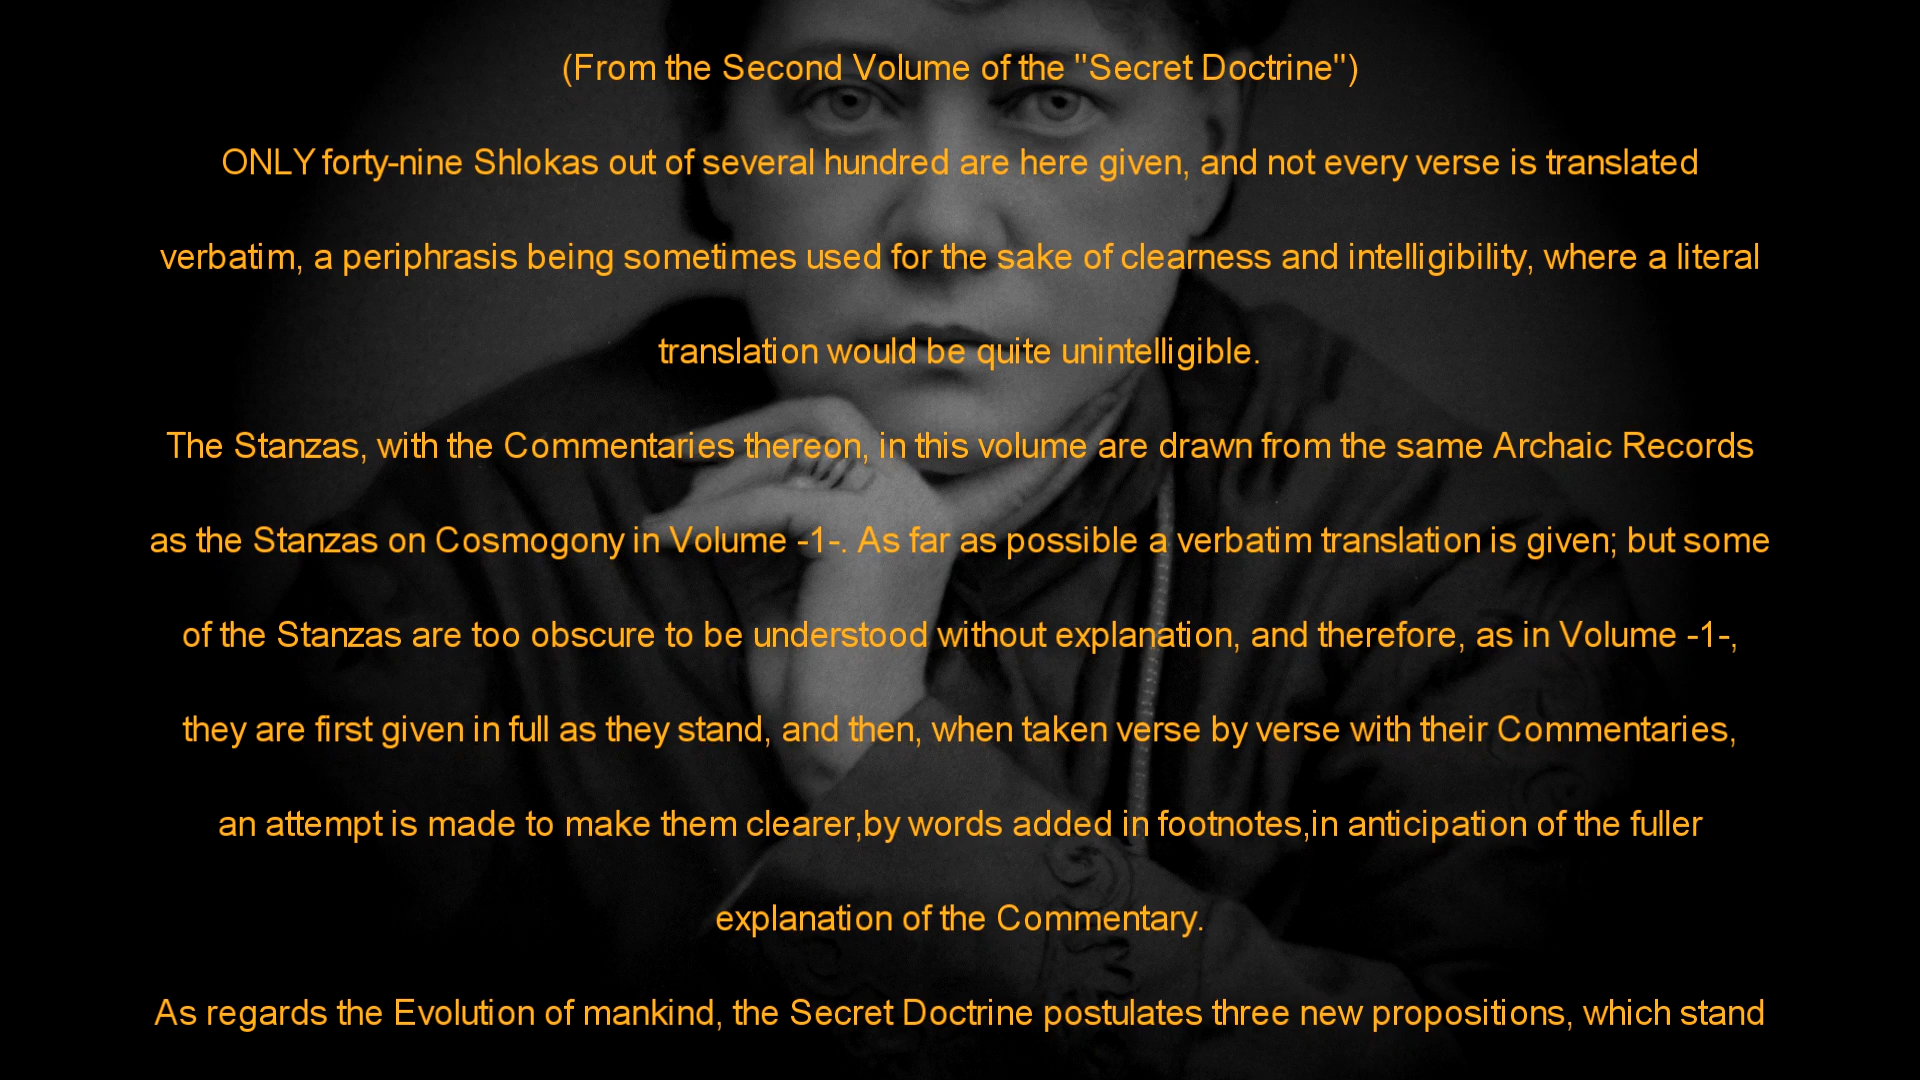 (From the Second Volume of the "Secret Doctrine")
ONLY forty-nine Shlokas out of several hundred are here given, and not every verse is translated
verbatim, a periphrasis being sometimes used for the sake of clearness and intelligibility, where a literal
translation would be quite unintelligible.
The Stanzas, with the Commentaries thereon, in this volume are drawn from the same Archaic Records
as the Stanzas on Cosmogony in Volume -1-. As far as possible a verbatim translation is given; but some
of the Stanzas are too obscure to be understood without explanation, and therefore, as in Volume -1-,
they are first given in full as they stand, and then, when taken verse by verse with their Commentaries,
an attempt is made to make them clearer,by words added in footnotes,in anticipation of the fuller
explanation of the Commentary.
As regards the Evolution of mankind, the Secret Doctrine postulates three new propositions, which stand